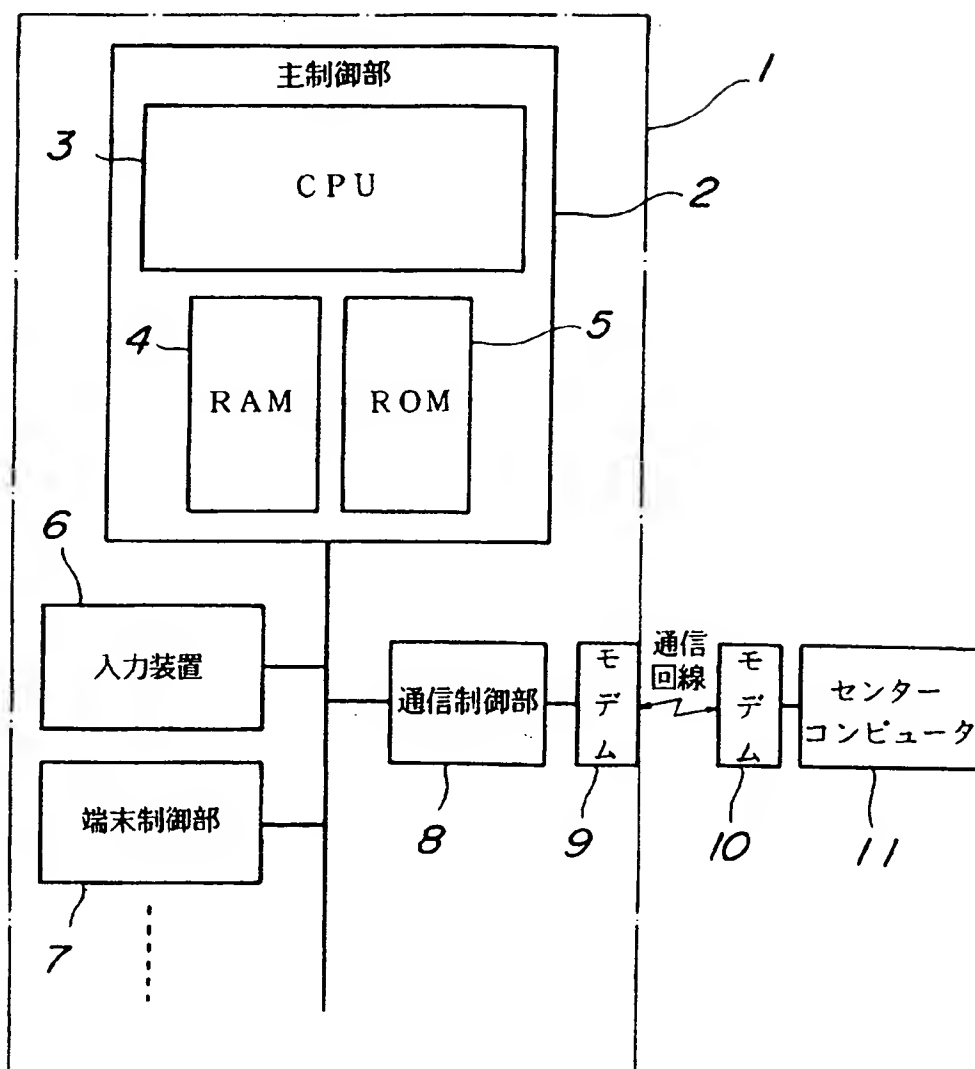 主制御部
1
3
CPU
2
4
5
RAM
ROM
6
入力装置
通信制御部
モデム
通信
回線
モデム
センター
コンピュータ
端末制御部
8
9
10
11
7